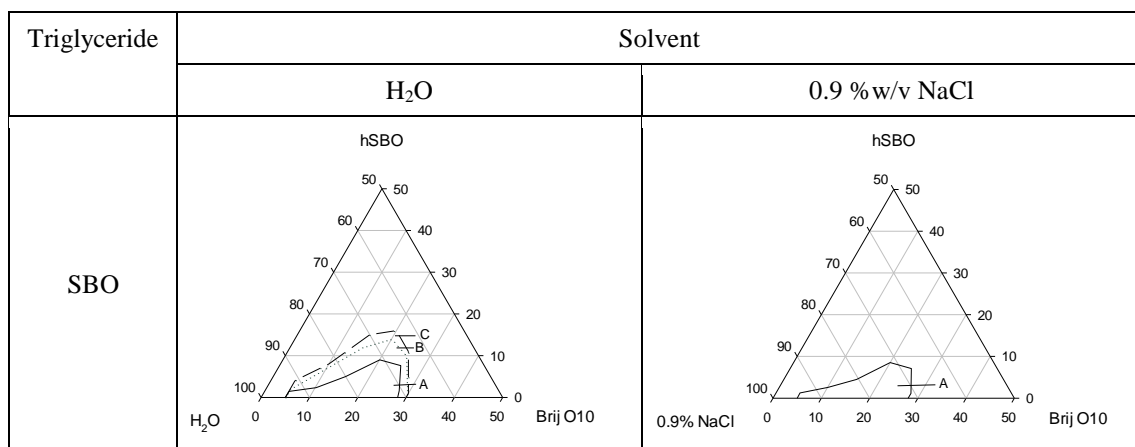 Triglyceride
Solvent
H₂O
0.9 %w/v NaCl
SBO
hSBO
50 50
60 40
70 30
80 C 20
B
90 A 10
100 0
H₂O 0 10 20 30 40 50 Brij O10
hSBO
50 50
60 40
70 30
80 20
90 A 10
100 0
0.9% NaCl 0 10 20 30 40 50 Brij O10